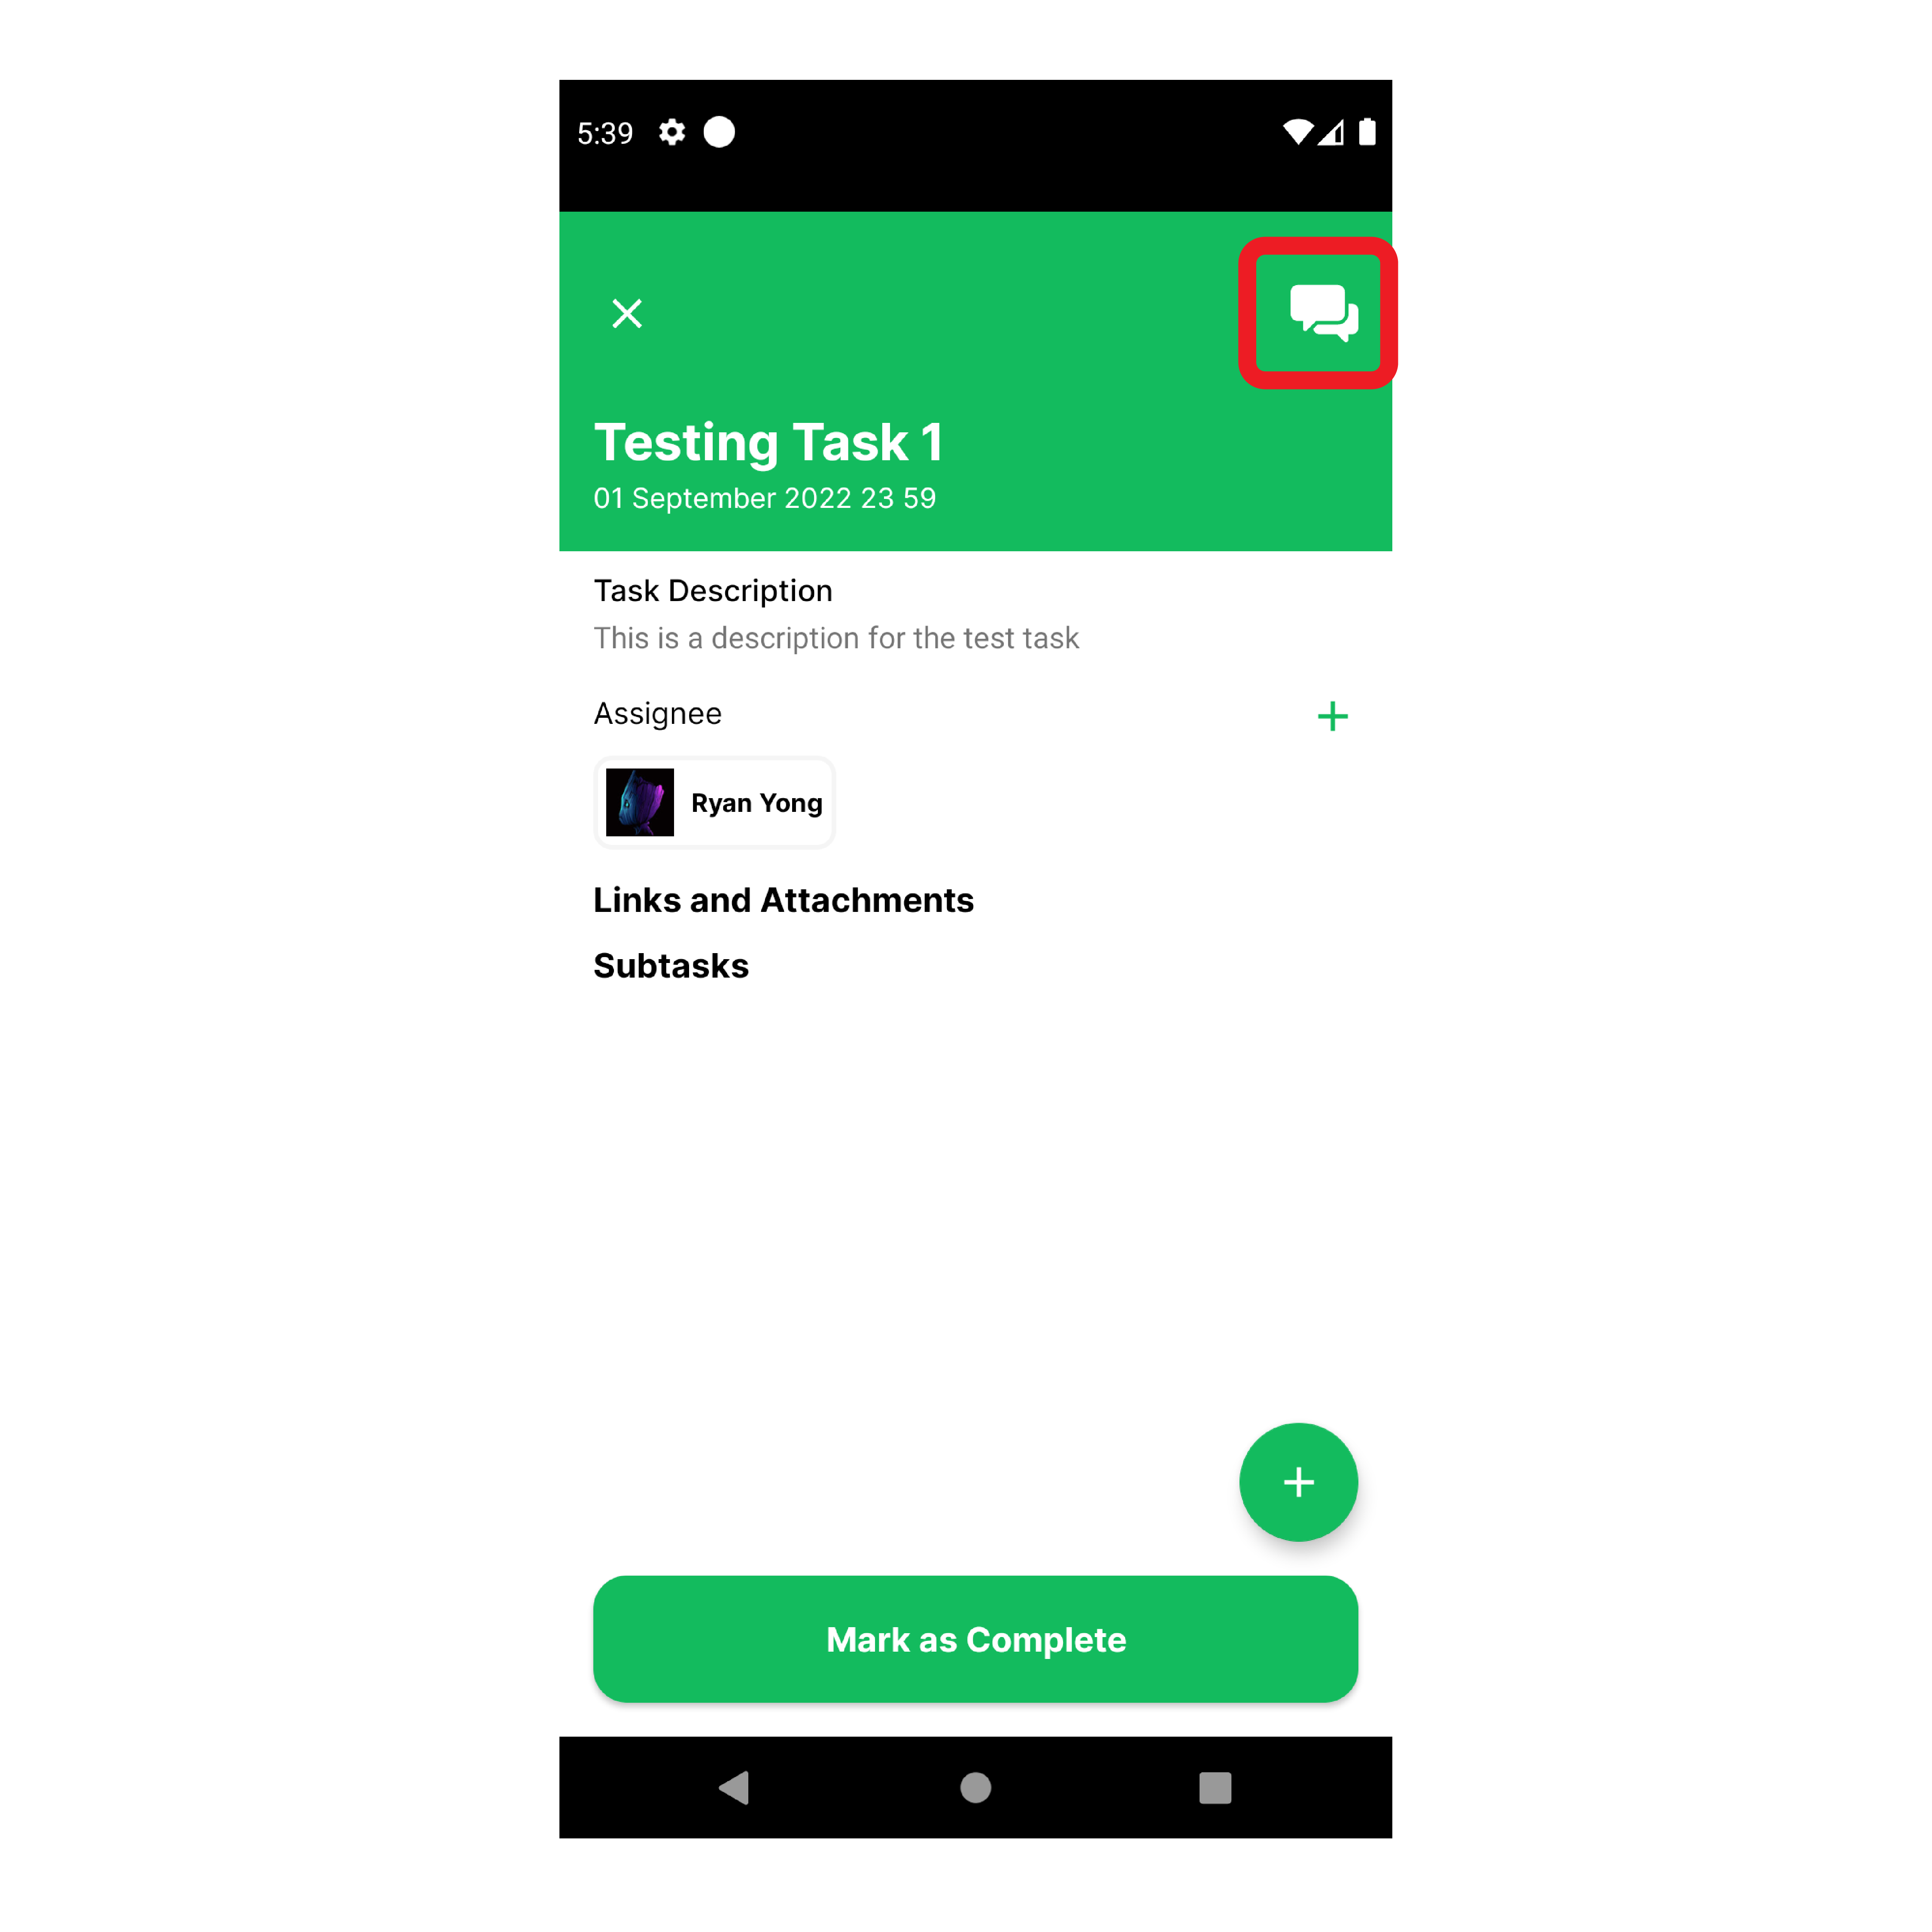 5:39
Testing Task 1
01 September 2022 23 59
Task Description
This is a description for the test task
Assignee
Ryan Yong
Links and Attachments
Subtasks
Mark as Complete